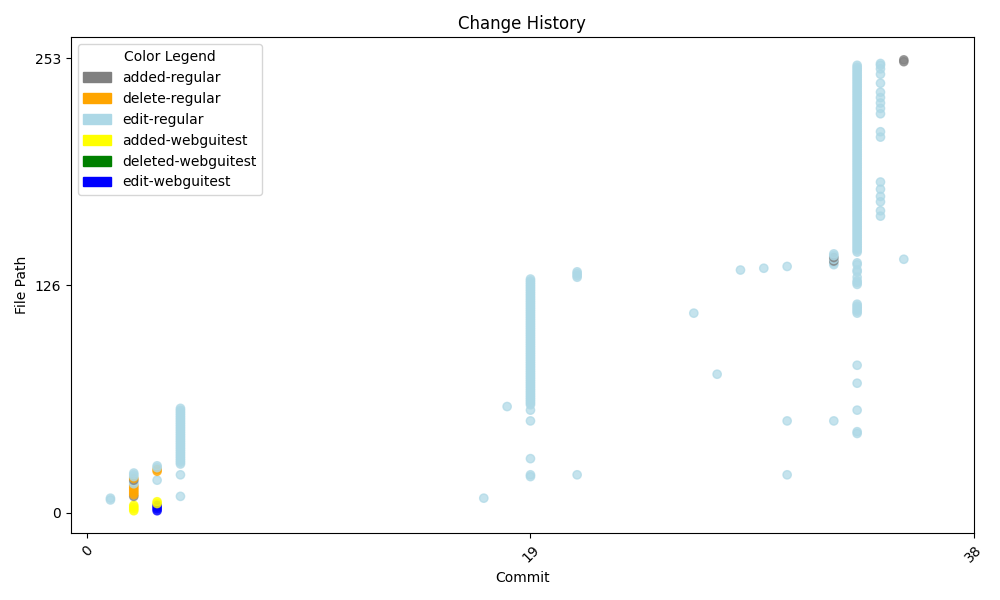 Change History
253
126
0
File Path
Color Legend
added-regular
delete-regular
edit-regular
added-webguitest
deleted-webguitest
edit-webguitest
0
19
38
Commit